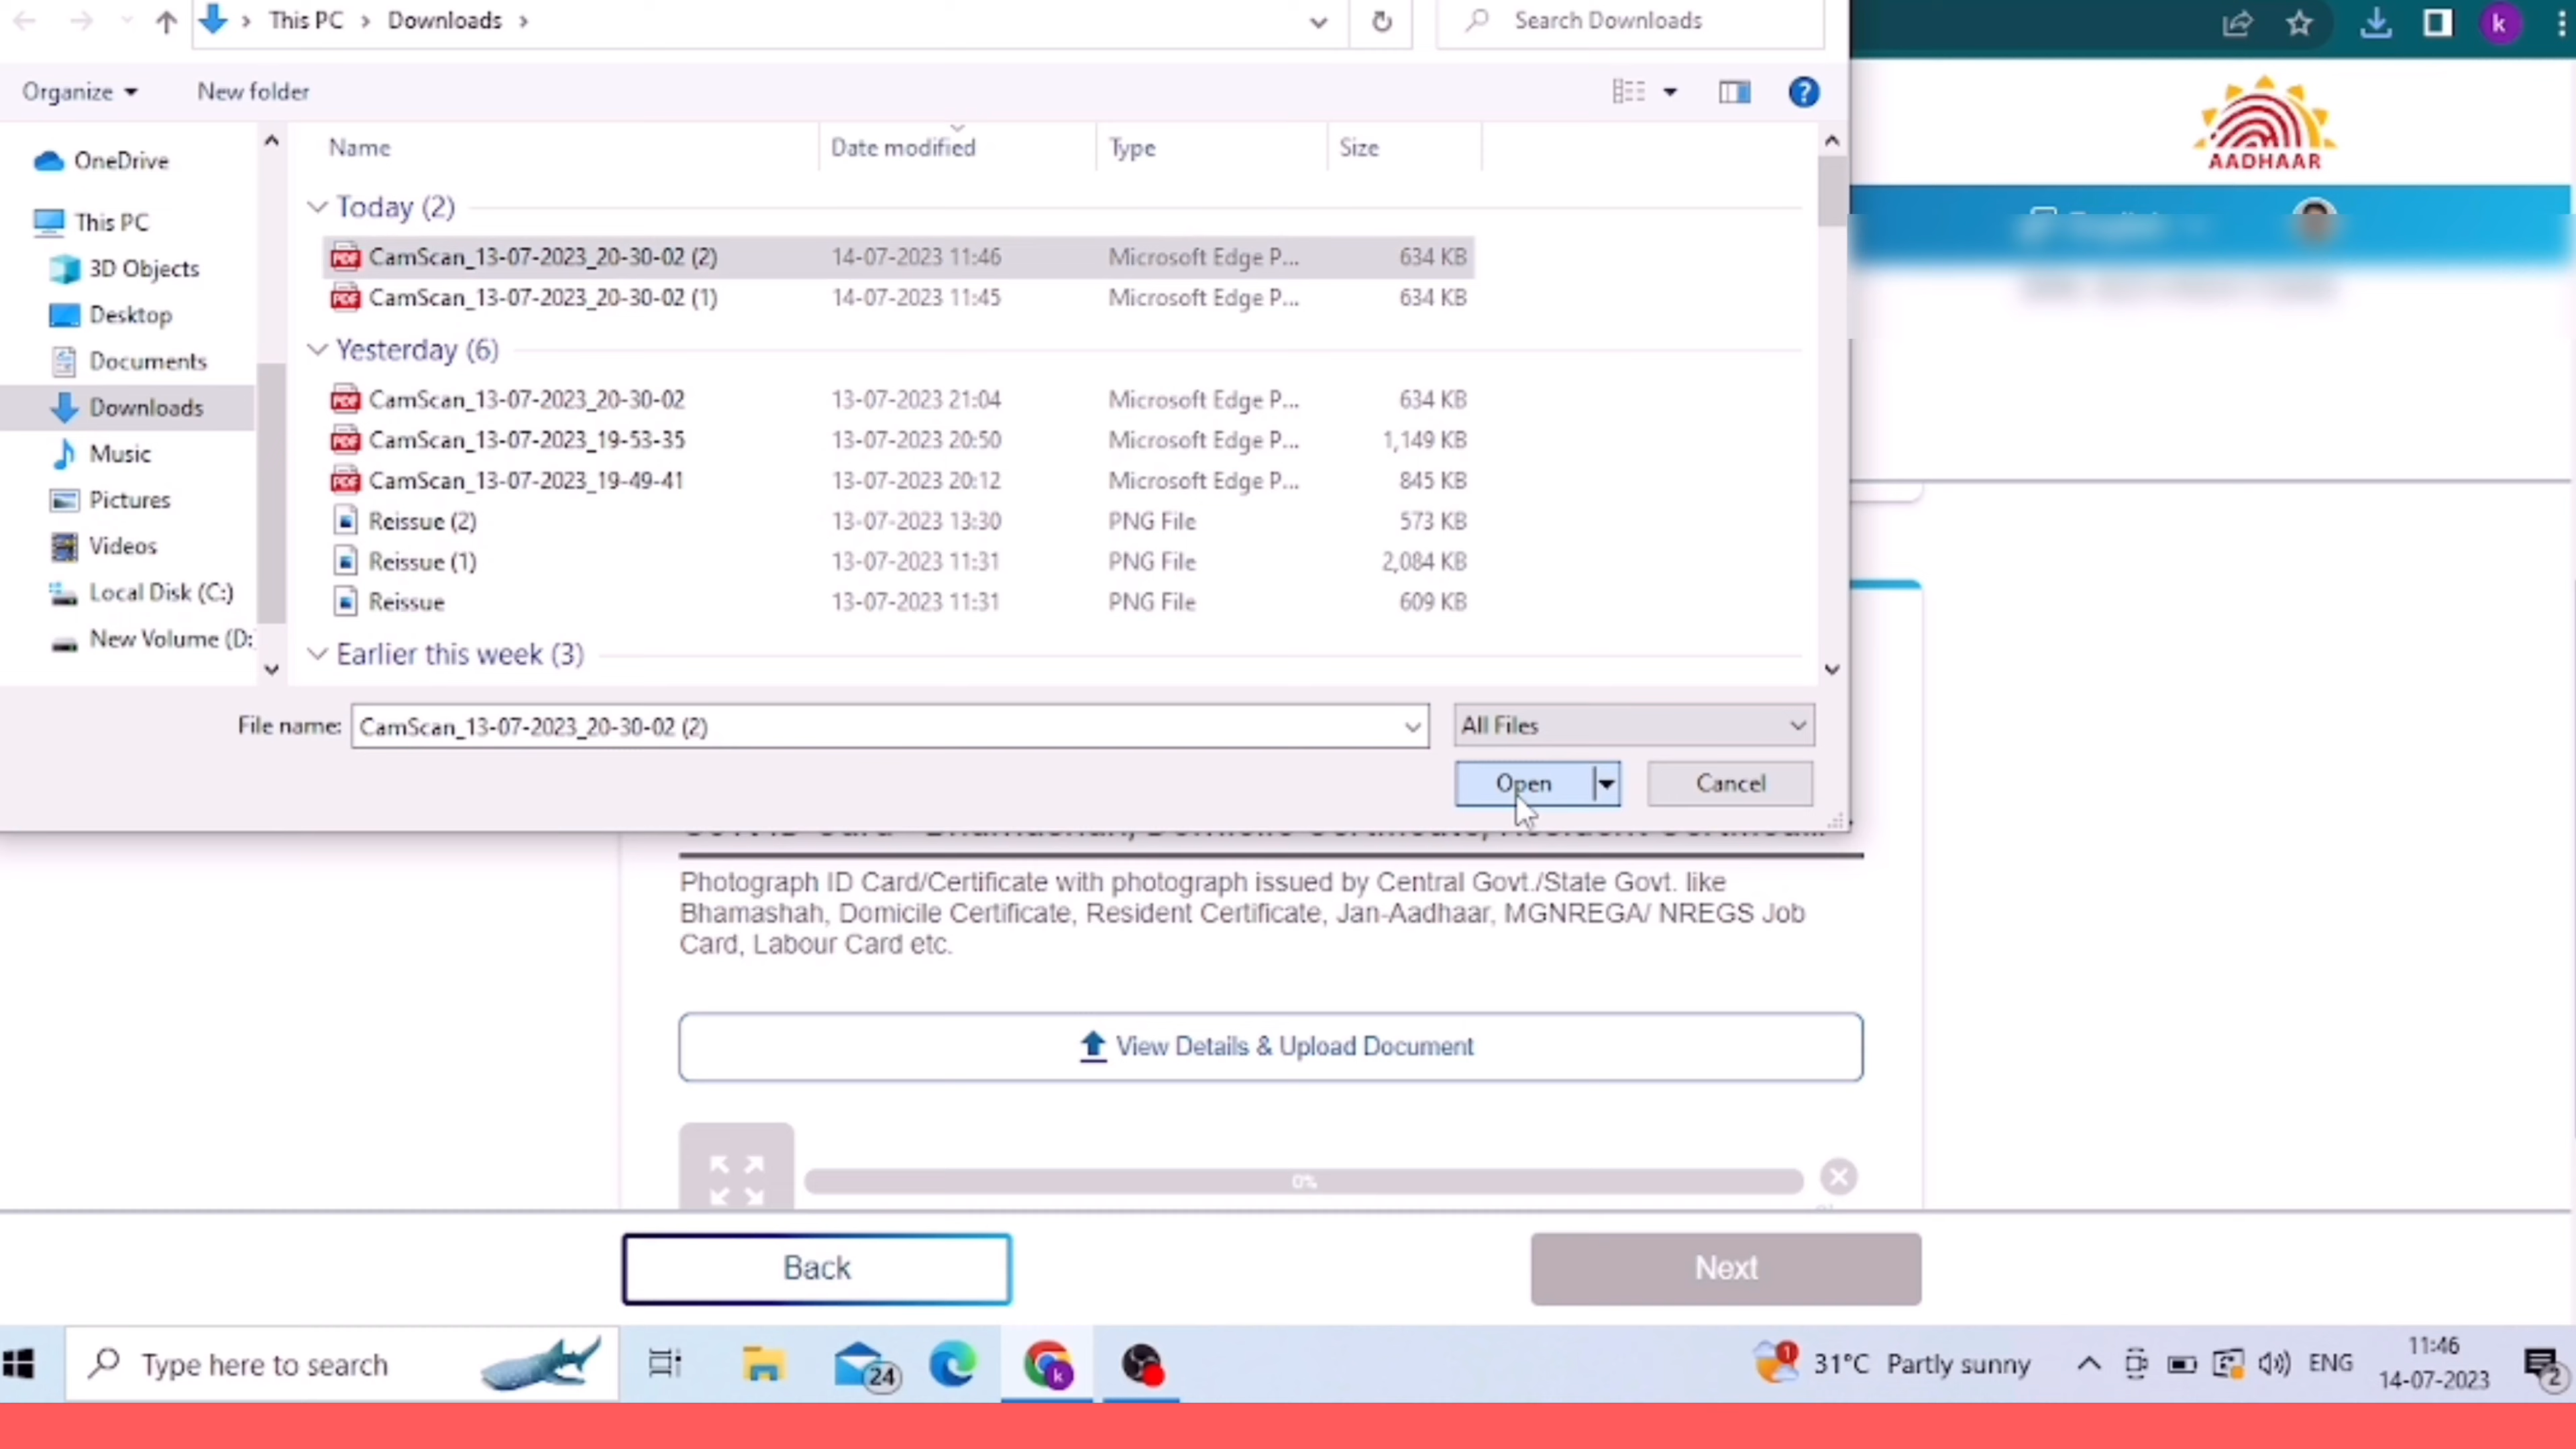 This PC > Downloads >
Search Downloads
k
Organize
New folder
?
AADHAAR
OneDrive
This PC
3D Objects
Desktop
Documents
Downloads
Music
Pictures
Videos
Local Disk (C:)
New Volume (D:
Name Date modified Type Size
Today (2)
PDF CamScan_13-07-2023_20-30-02 (2) 14-07-2023 11:46 Microsoft Edge P... 634 KB
PDF CamScan_13-07-2023_20-30-02 (1) 14-07-2023 11:45 Microsoft Edge P... 634 KB
Yesterday (6)
PDF CamScan_13-07-2023_20-30-02 13-07-2023 21:04 Microsoft Edge P... 634 KB
PDF CamScan_13-07-2023_19-53-35 13-07-2023 20:50 Microsoft Edge P... 1,149 KB
PDF CamScan_13-07-2023_19-49-41 13-07-2023 20:12 Microsoft Edge P... 845 KB
Reissue (2) 13-07-2023 13:30 PNG File 573 KB
Reissue (1) 13-07-2023 11:31 PNG File 2,084 KB
Reissue 13-07-2023 11:31 PNG File 609 KB
Earlier this week (3)
File name: CamScan_13-07-2023_20-30-02 (2) All Files
Open Cancel
Photograph ID Card/Certificate with photograph issued by Central Govt./State Govt. like
Bhamashah, Domicile Certificate, Resident Certificate, Jan-Aadhaar, MGNREGA/ NREGS Job
Card, Labour Card etc.
View Details & Upload Document
0%
Back Next
Type here to search
24
k
1
31°C Partly sunny
ENG
11:46
14-07-2023
2